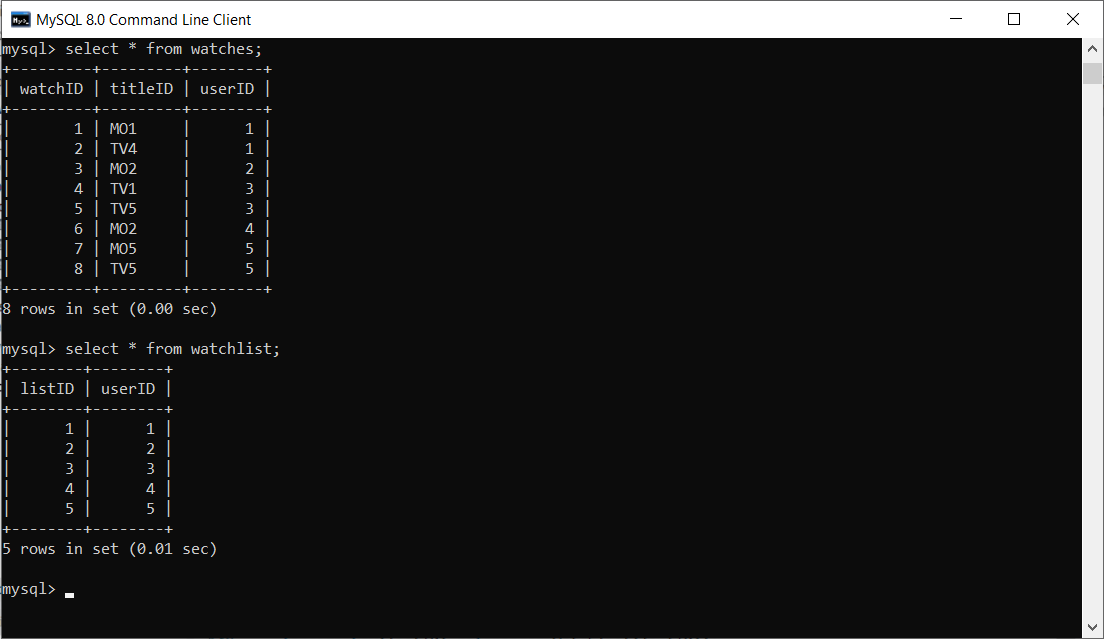 MySQL 8.0 Command Line Client
mysql> select * from watches;
+---------+---------+--------+
| watchID | titleID | userID |
+---------+---------+--------+
|       1 | MO1     |      1 |
|       2 | TV4     |      1 |
|       3 | MO2     |      2 |
|       4 | TV1     |      3 |
|       5 | TV5     |      3 |
|       6 | MO2     |      4 |
|       7 | MO5     |      5 |
|       8 | TV5     |      5 |
+---------+---------+--------+
8 rows in set (0.00 sec)
mysql> select * from watchlist;
+--------+--------+
| listID | userID |
+--------+--------+
|      1 |      1 |
|      2 |      2 |
|      3 |      3 |
|      4 |      4 |
|      5 |      5 |
+--------+--------+
5 rows in set (0.01 sec)
mysql>